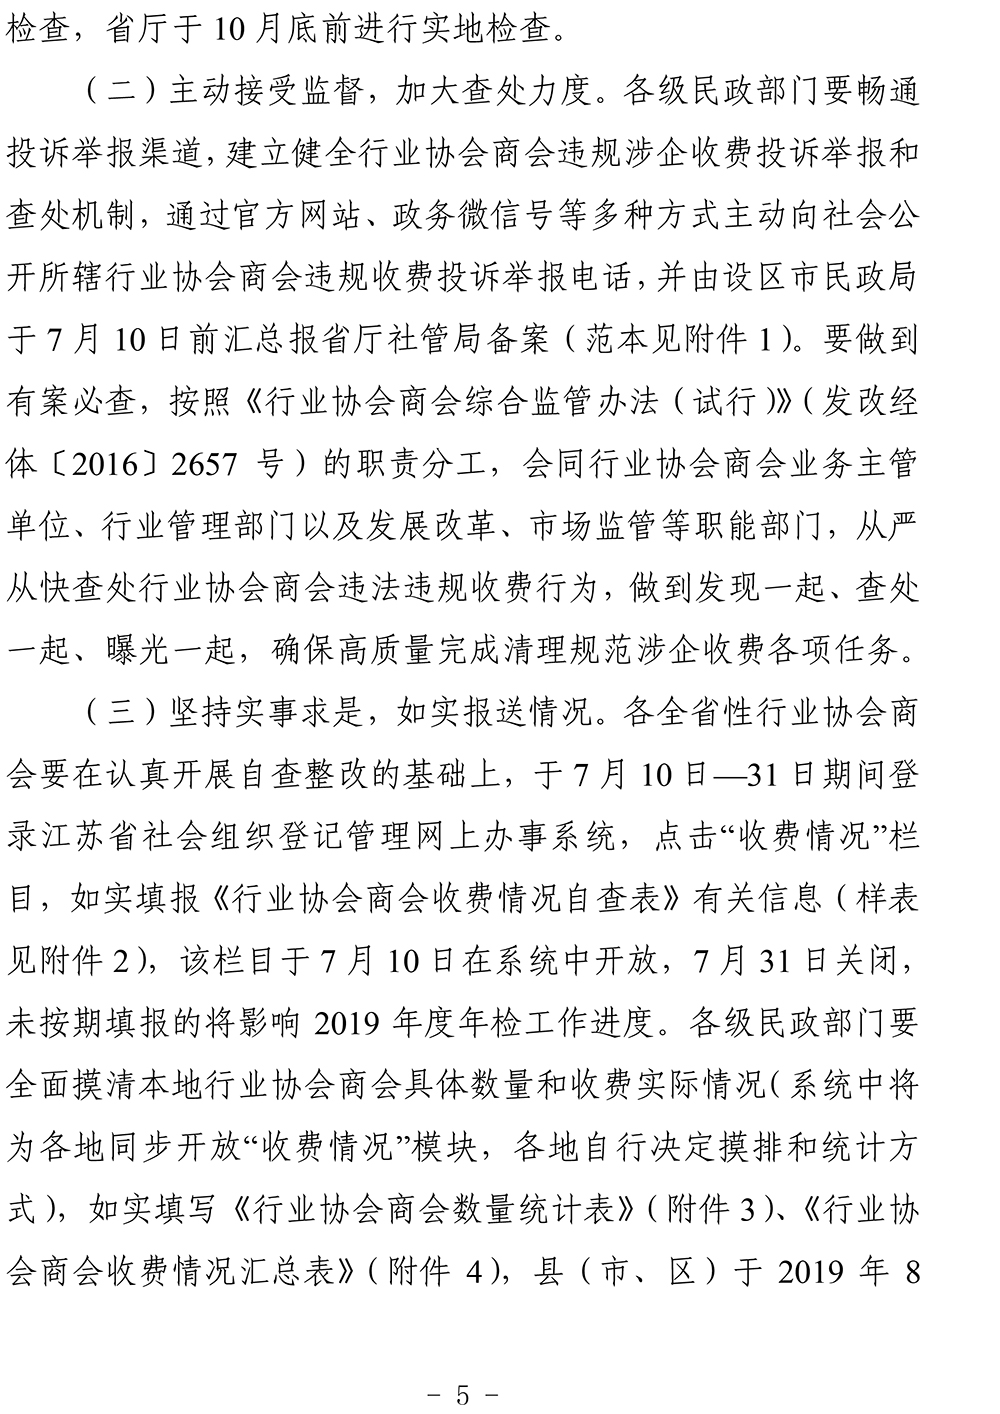 检查，省厅于 10 月底前进行实地检查。
（二）主动接受监督，加大查处力度。各级民政部门要畅通
投诉举报渠道，建立健全行业协会商会违规涉企收费投诉举报和
查处机制，通过官方网站、政务微信号等多种方式主动向社会公
开所辖行业协会商会违规收费投诉举报电话，并由设区市民政局
于 7 月 10 日前汇总报省厅社管局备案（范本见附件 1）。要做到
有案必查，按照《行业协会商会综合监管办法（试行）》（发改经
体〔2016〕2657 号）的职责分工，会同行业协会商会业务主管
单位、行业管理部门以及发展改革、市场监管等职能部门，从严
从快查处行业协会商会违法违规收费行为，做到发现一起、查处
一起、曝光一起，确保高质量完成清理规范涉企收费各项任务。
（三）坚持实事求是，如实报送情况。各全省性行业协会商
会要在认真开展自查整改的基础上，于 7 月 10 日—31 日期间登
录江苏省社会组织登记管理网上办事系统，点击“收费情况”栏
目，如实填报《行业协会商会收费情况自查表》有关信息（样表
见附件 2），该栏目于 7 月 10 日在系统中开放，7 月 31 日关闭，
未按期填报的将影响 2019 年度年检工作进度。各级民政部门要
全面摸清本地行业协会商会具体数量和收费实际情况（系统中将
为各地同步开放“收费情况”模块，各地自行决定摸排和统计方
式），如实填写《行业协会商会数量统计表》（附件 3）、《行业协
会商会收费情况汇总表》（附件 4），县（市、区）于 2019 年 8
- 5 -